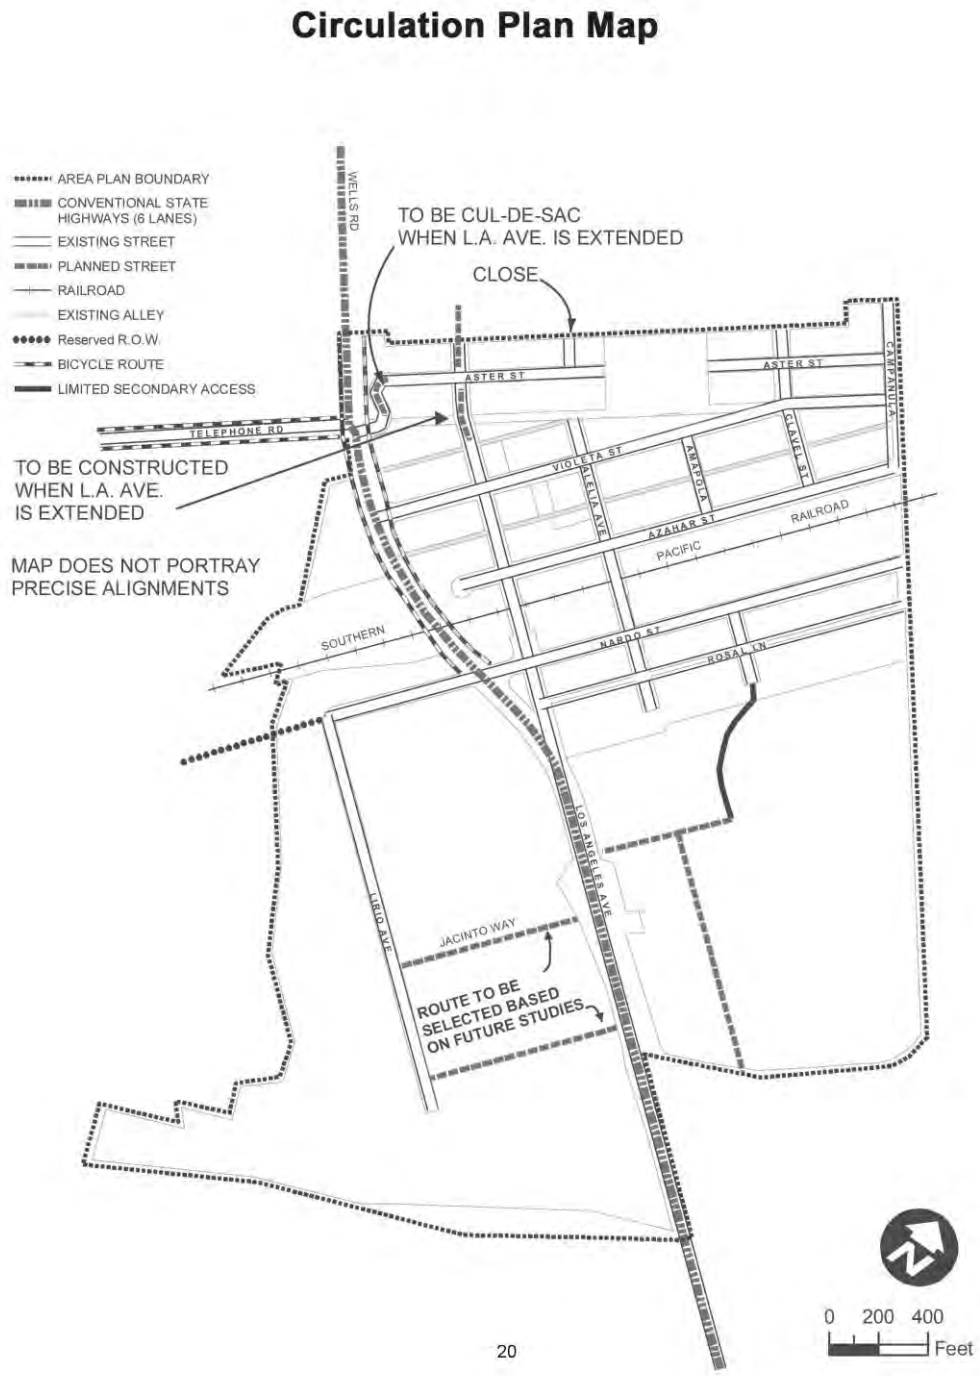 Circulation Plan Map
AREA PLAN BOUNDARY
CONVENTIONAL STATE
HIGHWAYS (6 LANES)
EXISTING STREET
PLANNED STREET
RAILROAD
EXISTING ALLEY
Reserved R.O.W.
BICYCLE ROUTE
LIMITED SECONDARY ACCESS
WELLS RD
TO BE CUL-DE-SAC
WHEN L.A. AVE. IS EXTENDED
CLOSE
ASTER ST
ASTER ST
CAMPANULA
TELEPHONE RD
TO BE CONSTRUCTED
WHEN L.A. AVE.
IS EXTENDED
VIOLETA ST
ALELIA AVE
AMAPOLA
CLAVEL ST
AZAHAR ST
MAP DOES NOT PORTRAY
PRECISE ALIGNMENTS
SOUTHERN
PACIFIC
RAILROAD
NARDO ST
ROSAL LN
LOS ANGELES AVE
LIRIO AVE
JACINTO WAY
ROUTE TO BE
SELECTED BASED
ON FUTURE STUDIES
N
0 200 400
Feet
20